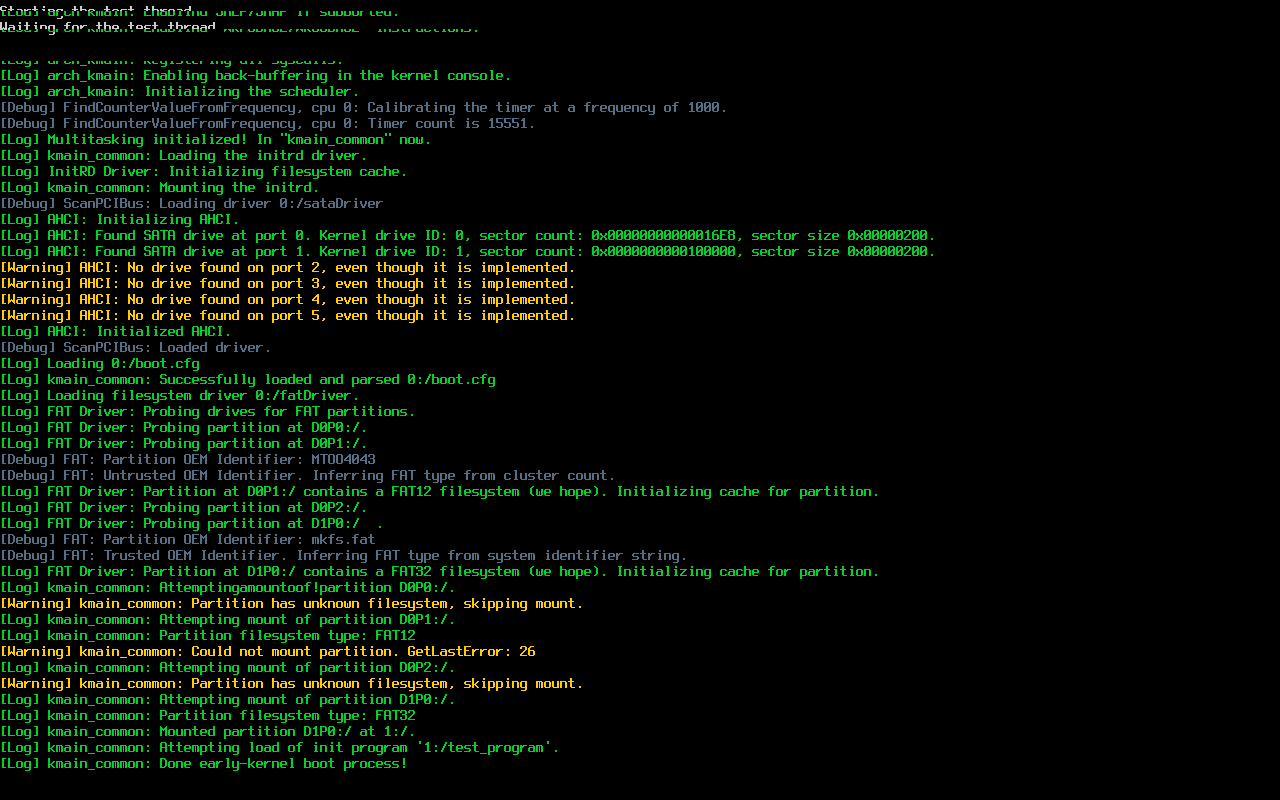 Starting the test thread
[Log] arch_kmain: Enabling SMEP/SMAP if supported.
Waiting for the test thread
[Log] arch_kmain: Registering all syscalls.
[Log] arch_kmain: Enabling back-buffering in the kernel console.
[Log] arch_kmain: Initializing the scheduler.
[Debug] FindCounterValueFromFrequency, cpu 0: Calibrating the timer at a frequency of 1000.
[Debug] FindCounterValueFromFrequency, cpu 0: Timer count is 15551.
[Log] Multitasking initialized! In "kmain_common" now.
[Log] kmain_common: Loading the initrd driver.
[Log] InitRD Driver: Initializing filesystem cache.
[Log] kmain_common: Mounting the initrd.
[Debug] ScanPCIBus: Loading driver 0:/sataDriver
[Log] AHCI: Initializing AHCI.
[Log] AHCI: Found SATA drive at port 0. Kernel drive ID: 0, sector count: 0x00000000000016E8, sector size 0x00000200.
[Log] AHCI: Found SATA drive at port 1. Kernel drive ID: 1, sector count: 0x0000000000100000, sector size 0x00000200.
[Warning] AHCI: No drive found on port 2, even though it is implemented.
[Warning] AHCI: No drive found on port 3, even though it is implemented.
[Warning] AHCI: No drive found on port 4, even though it is implemented.
[Warning] AHCI: No drive found on port 5, even though it is implemented.
[Log] AHCI: Initialized AHCI.
[Debug] ScanPCIBus: Loaded driver.
[Log] Loading 0:/boot.cfg
[Log] kmain_common: Successfully loaded and parsed 0:/boot.cfg
[Log] Loading filesystem driver 0:/fatDriver.
[Log] FAT Driver: Probing drives for FAT partitions.
[Log] FAT Driver: Probing partition at D0P0:/.
[Log] FAT Driver: Probing partition at D0P1:/.
[Debug] FAT: Partition OEM Identifier: MTOO4043
[Debug] FAT: Untrusted OEM Identifier. Inferring FAT type from cluster count.
[Log] FAT Driver: Partition at D0P1:/ contains a FAT12 filesystem (we hope). Initializing cache for partition.
[Log] FAT Driver: Probing partition at D0P2:/.
[Log] FAT Driver: Probing partition at D1P0:/  .
[Debug] FAT: Partition OEM Identifier: mkfs.fat
[Debug] FAT: Trusted OEM Identifier. Inferring FAT type from system identifier string.
[Log] FAT Driver: Partition at D1P0:/ contains a FAT32 filesystem (we hope). Initializing cache for partition.
[Log] kmain_common: Attemptingamountoof!partition D0P0:/.
[Warning] kmain_common: Partition has unknown filesystem, skipping mount.
[Log] kmain_common: Attempting mount of partition D0P1:/.
[Log] kmain_common: Partition filesystem type: FAT12
[Warning] kmain_common: Could not mount partition. GetLastError: 26
[Log] kmain_common: Attempting mount of partition D0P2:/.
[Warning] kmain_common: Partition has unknown filesystem, skipping mount.
[Log] kmain_common: Attempting mount of partition D1P0:/.
[Log] kmain_common: Partition filesystem type: FAT32
[Log] kmain_common: Mounted partition D1P0:/ at 1:/.
[Log] kmain_common: Attempting load of init program '1:/test_program'.
[Log] kmain_common: Done early-kernel boot process!